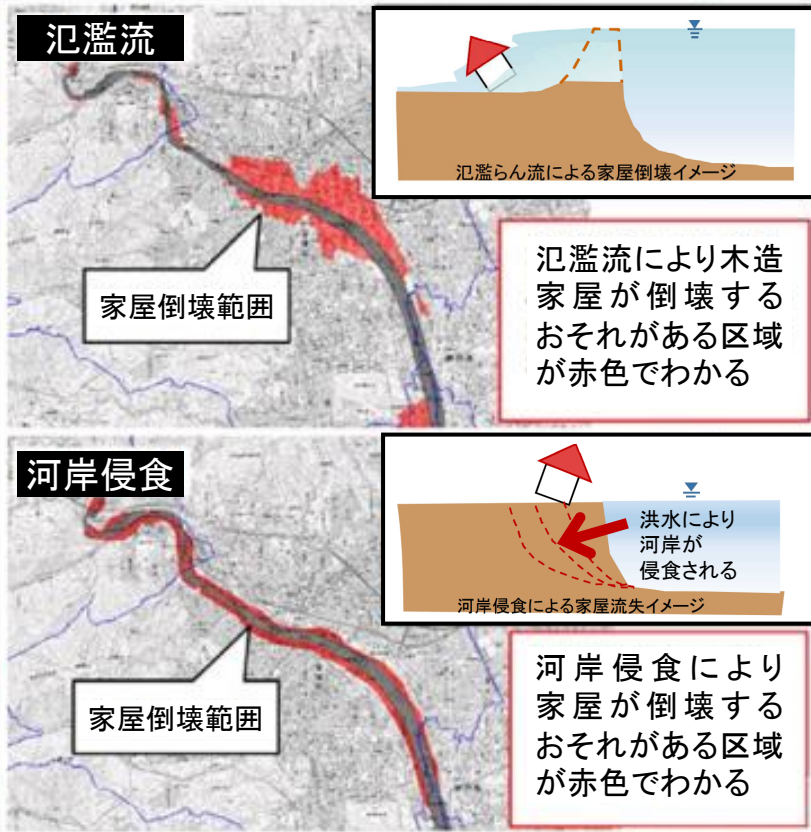 氾濫流
氾濫らん流による家屋倒壊イメージ
家屋倒壊範囲
氾濫流により木造
家屋が倒壊する
おそれがある区域
が赤色でわかる
河岸侵食
洪水により
河岸が
侵食される
河岸侵食による家屋流失イメージ
家屋倒壊範囲
河岸侵食により
家屋が倒壊する
おそれがある区域
が赤色でわかる